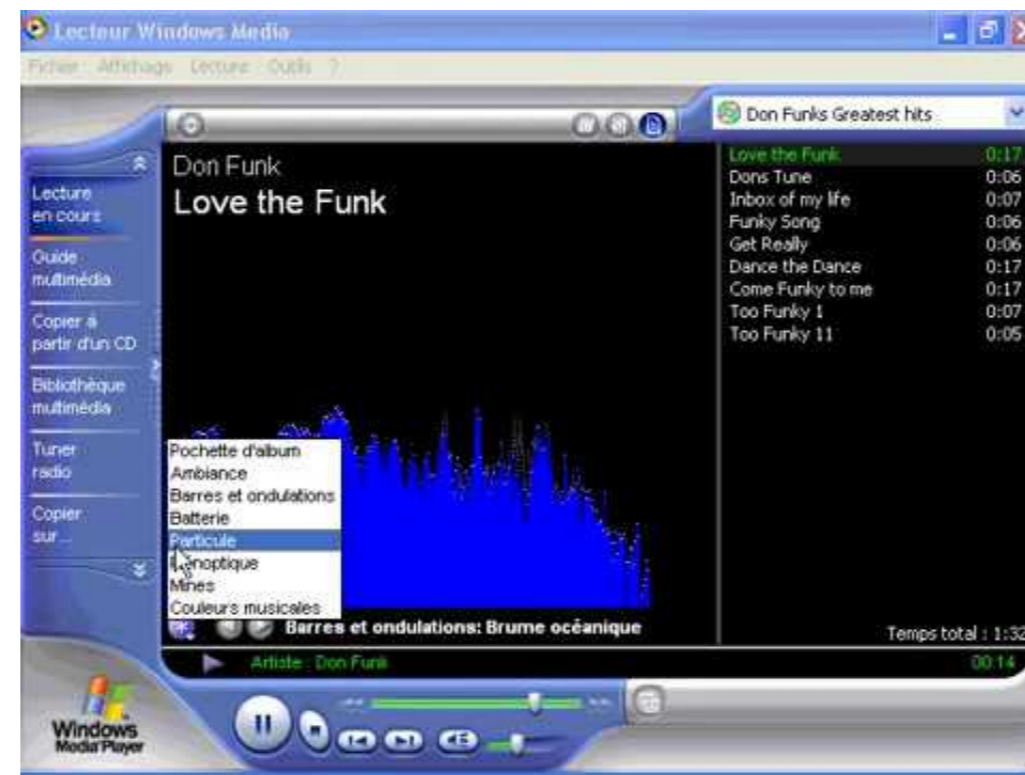 Lecteur Windows Media
Fichier Affichage Lecture Outils ?
Don Funks Greatest hits
Don Funk
Love the Funk
Lecture
en cours
Guide
multimédia
Copier à
partir d'un CD
Bibliothèque
multimédia
Tuner
radio
Copier
sur...
Love the Funk 0:17
Dons Tune 0:06
Inbox of my life 0:07
Funky Song 0:06
Get Really 0:06
Dance the Dance 0:17
Come Funky to me 0:17
Too Funky 1 0:07
Too Funky 11 0:05
Pochette d'album
Ambiance
Barres et ondulations
Batterie
Particule
Mines
Couleurs musicales
Barres et ondulations: Brume océanique
Temps total : 1:32
Artiste : Don Funk
00:14
Windows
Media Player